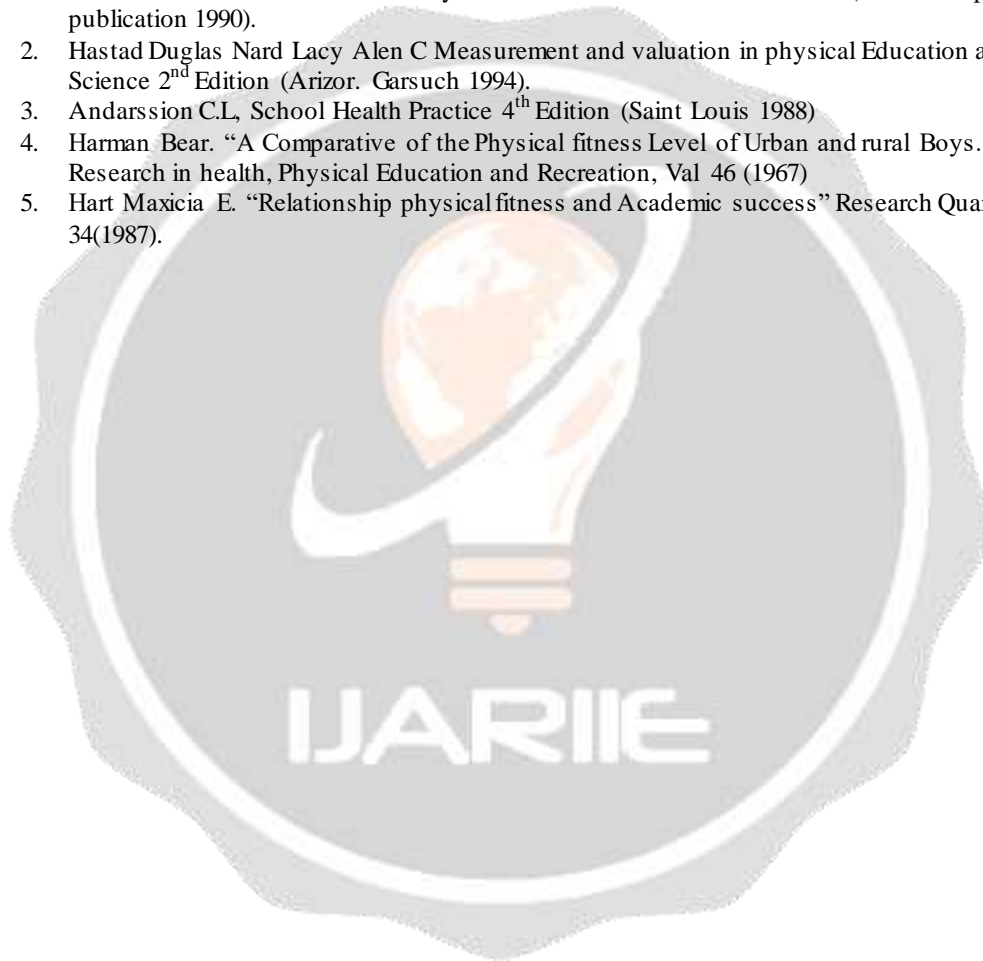 publication 1990).
2. Hastad Duglas Nard Lacy Alen C Measurement and valuation in physical Education a
Science 2nd Edition (Arizor. Garsuch 1994).
3. Andarssion C.L, School Health Practice 4th Edition (Saint Louis 1988)
4. Harman Bear. “A Comparative of the Physical fitness Level of Urban and rural Boys.
Research in health, Physical Education and Recreation, Val 46 (1967)
5. Hart Maxicia E. “Relationship physical fitness and Academic success” Research Qua
34(1987).
IJARIIE